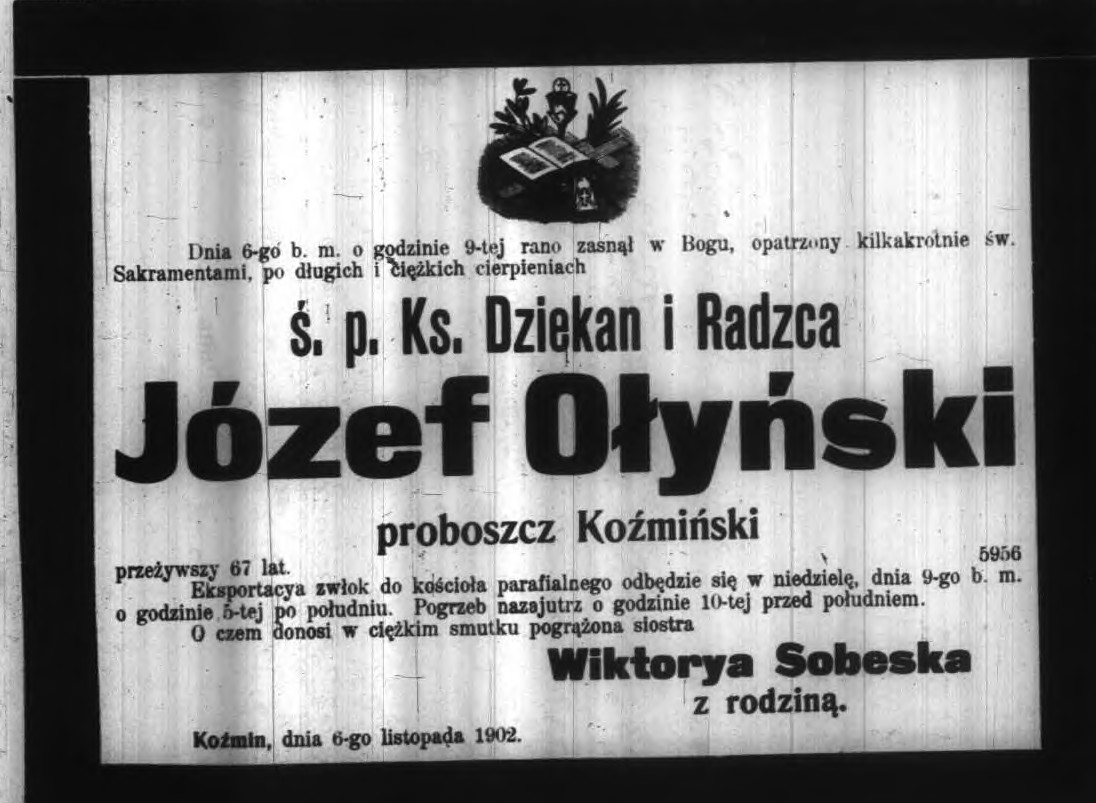 Dnia 6-go b. m. o godzinie 9-tej rano zasnął w Bogu, opatrzony kilkakrotnie św.
Sakramentami, po długich i ciężkich cierpieniach
ś. p. Ks. Dziekan i Radzca
Józef Ołyński
proboszcz Koźmiński
przeżywszy 67 lat. 5956
Eksportacya zwłok do kościoła parafialnego odbędzie się w niedzielę, dnia 9-go b. m.
o godzinie 5-tej po południu. Pogrzeb nazajutrz o godzinie 10-tej przed południem.
O czem donosi w ciężkim smutku pogrążona siostra
Wiktorya Sobeska
z rodziną.
Koźmin, dnia 6-go listopada 1902.